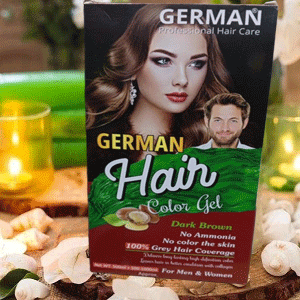 GERMAN
Professional Hair Care
GERMAN
Hair
Color Gel
Dark Brown
No Ammonia
No color the skin
100% Grey Hair Coverage
For Men & Women